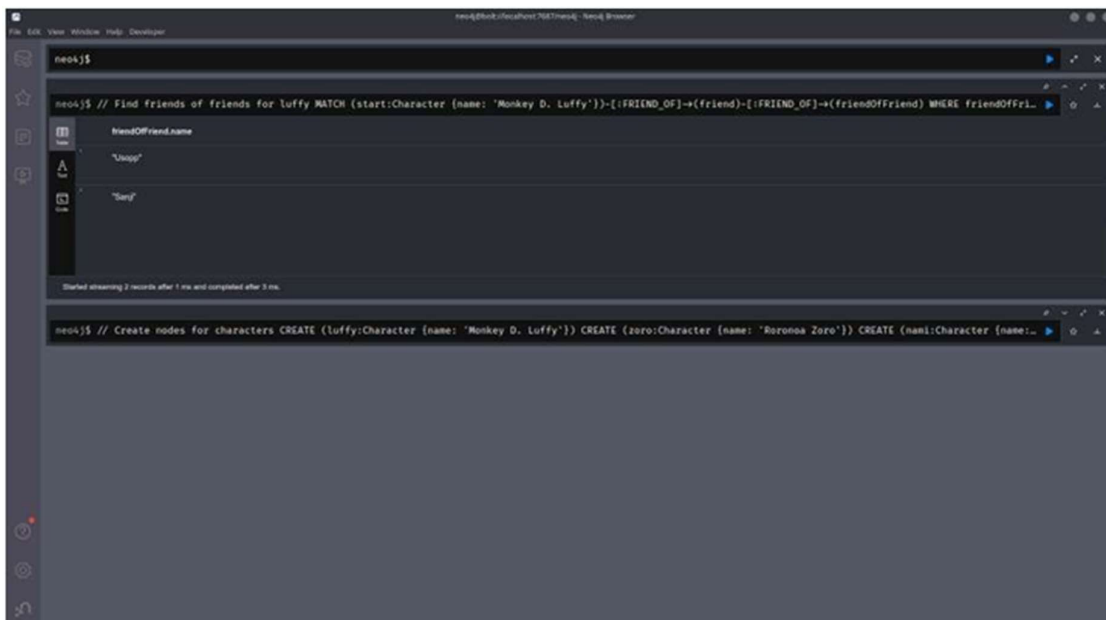 neo4j@bolt://localhost:7687/neo4j - Neo4j Browser
File Edit View Window Help Developer
neo4j$
neo4j$ // Find friends of friends for luffy MATCH (start:Character {name: 'Monkey D. Luffy'})-[:FRIEND_OF]→(friend)-[:FRIEND_OF]→(friendOfFriend) WHERE friendOfFri…
Table
friendOfFriend.name
"Usopp"
A
Text
"Sanji"
Code
Started streaming 2 records after 1 ms and completed after 3 ms.
neo4j$ // Create nodes for characters CREATE (luffy:Character {name: 'Monkey D. Luffy'}) CREATE (zoro:Character {name: 'Roronoa Zoro'}) CREATE (nami:Character {name:…